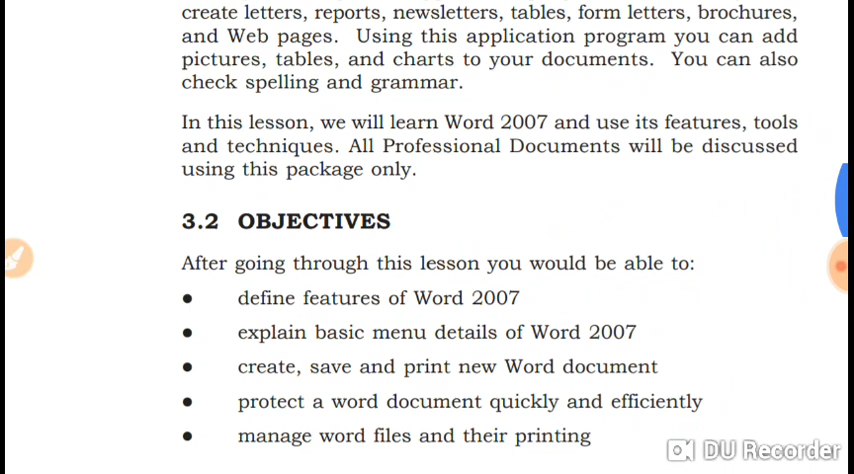 create letters, reports, newsletters, tables, form letters, brochures,
and Web pages. Using this application program you can add
pictures, tables, and charts to your documents. You can also
check spelling and grammar.
In this lesson, we will learn Word 2007 and use its features, tools
and techniques. All Professional Documents will be discussed
using this package only.
3.2 OBJECTIVES
After going through this lesson you would be able to:
● define features of Word 2007
● explain basic menu details of Word 2007
● create, save and print new Word document
● protect a word document quickly and efficiently
● manage word files and their printing
DU Recorder